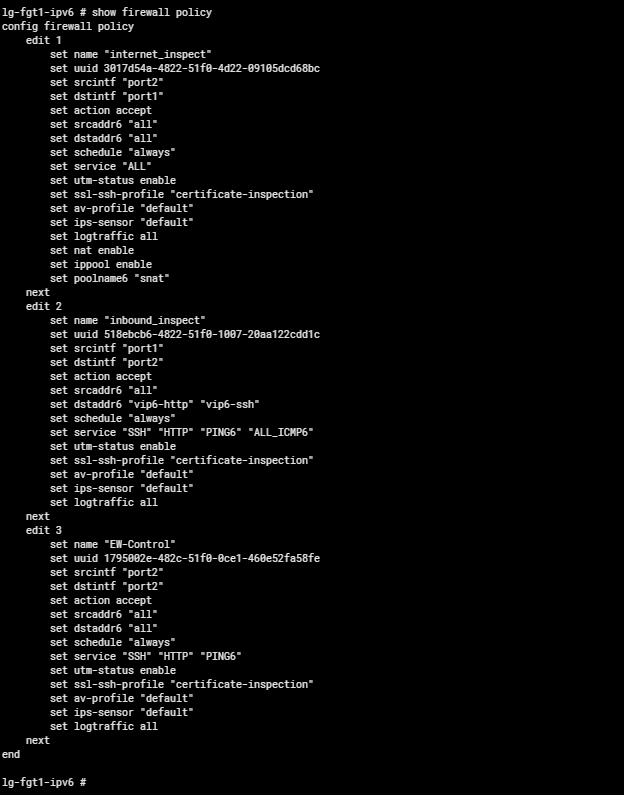 lg-fgt1-ipv6 # show firewall policy
config firewall policy
    edit 1
        set name "internet_inspect"
        set uuid 3017d54a-4822-51f0-4d22-09105dcd68bc
        set srcintf "port2"
        set dstintf "port1"
        set action accept
        set srcaddr6 "all"
        set dstaddr6 "all"
        set schedule "always"
        set service "ALL"
        set utm-status enable
        set ssl-ssh-profile "certificate-inspection"
        set av-profile "default"
        set ips-sensor "default"
        set logtraffic all
        set nat enable
        set ippool enable
        set poolname6 "snat"
    next
    edit 2
        set name "inbound_inspect"
        set uuid 518ebcb6-4822-51f0-1007-20aa122cdd1c
        set srcintf "port1"
        set dstintf "port2"
        set action accept
        set srcaddr6 "all"
        set dstaddr6 "vip6-http" "vip6-ssh"
        set schedule "always"
        set service "SSH" "HTTP" "PING6" "ALL_ICMP6"
        set utm-status enable
        set ssl-ssh-profile "certificate-inspection"
        set av-profile "default"
        set ips-sensor "default"
        set logtraffic all
    next
    edit 3
        set name "EW-Control"
        set uuid 1795002e-482c-51f0-0ce1-460e52fa58fe
        set srcintf "port2"
        set dstintf "port2"
        set action accept
        set srcaddr6 "all"
        set dstaddr6 "all"
        set schedule "always"
        set service "SSH" "HTTP" "PING6"
        set utm-status enable
        set ssl-ssh-profile "certificate-inspection"
        set av-profile "default"
        set ips-sensor "default"
        set logtraffic all
    next
end
lg-fgt1-ipv6 #